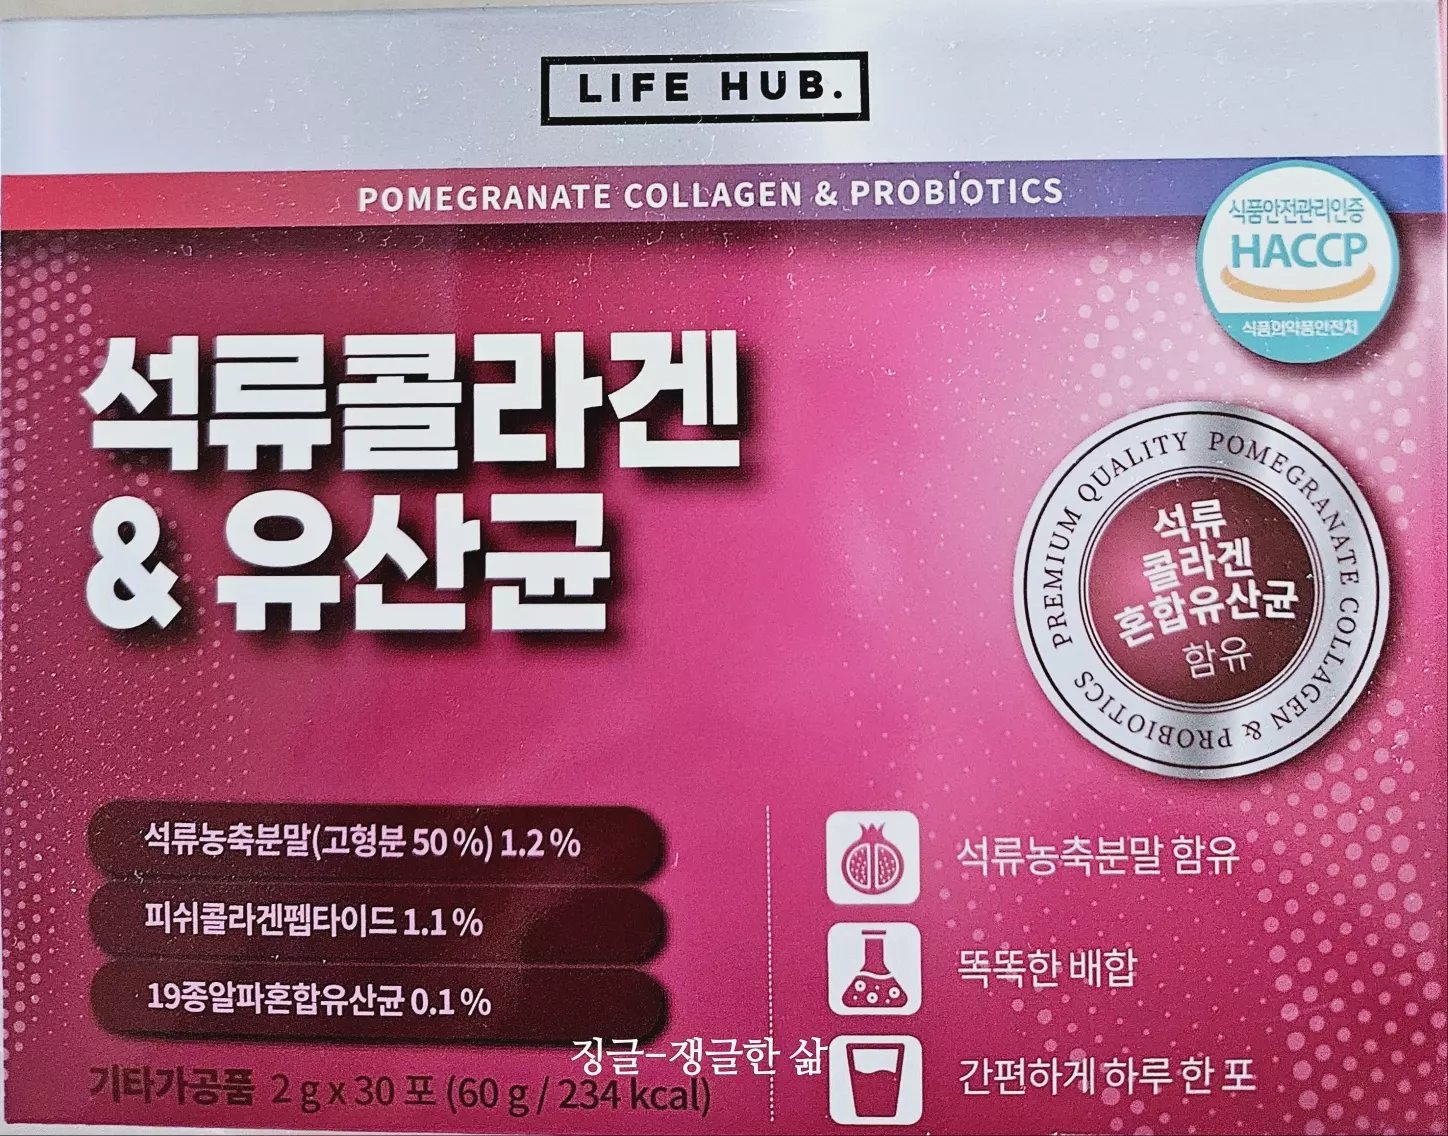 LIFE HUB.
POMEGRANATE COLLAGEN & PROBIOTICS
식품안전관리인증
HACCP
식품의약품안전처
석류콜라겐
& 유산균
PREMIUM QUALITY POMEGRANATE COLLAGEN & PROBIOTICS
석류
콜라겐
혼합유산균
함유
석류농축분말(고형분 50 %) 1.2 %
피쉬콜라겐펩타이드 1.1 %
19종알파혼합유산균 0.1 %
기타가공품 2 g x 30 포 (60 g / 234 kcal)
석류농축분말 함유
똑똑한 배합
간편하게 하루 한 포
징글-쟁글한 삶